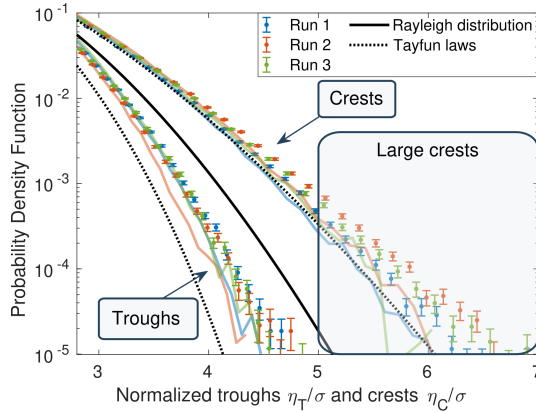 Run 1
Run 2
Run 3
Rayleigh distribution
Tayfun laws
Crests
Large crests
Troughs
Probability Density Function
10^-1
10^-2
10^-3
10^-4
10^-5
3 4 5 6 7
Normalized troughs η_T/σ and crests η_C/σ